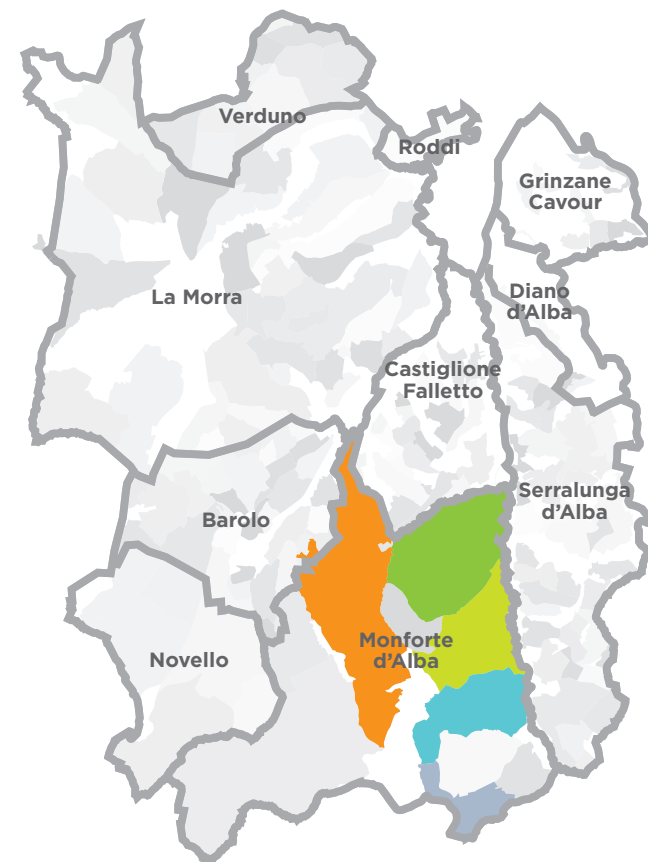 Verduno
Roddi
Grinzane
Cavour
La Morra
Diano
d’Alba
Castiglione
Falletto
Barolo
Serralunga
d’Alba
Novello
Monforte
d’Alba